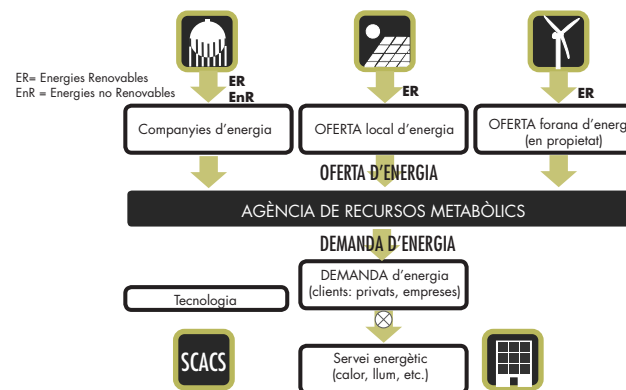 ER= Energies Renovables
EnR = Energies no Renovables
ER
EnR
ER
ER
Companyies d'energia
OFERTA local d'energia
OFERTA forana d'energ
(en propietat)
OFERTA D'ENERGIA
AGÈNCIA DE RECURSOS METABÒLICS
DEMANDA D'ENERGIA
DEMANDA d'energia
(clients: privats, empreses)
Tecnologia
SCACS
Servei energètic
(calor, llum, etc.)